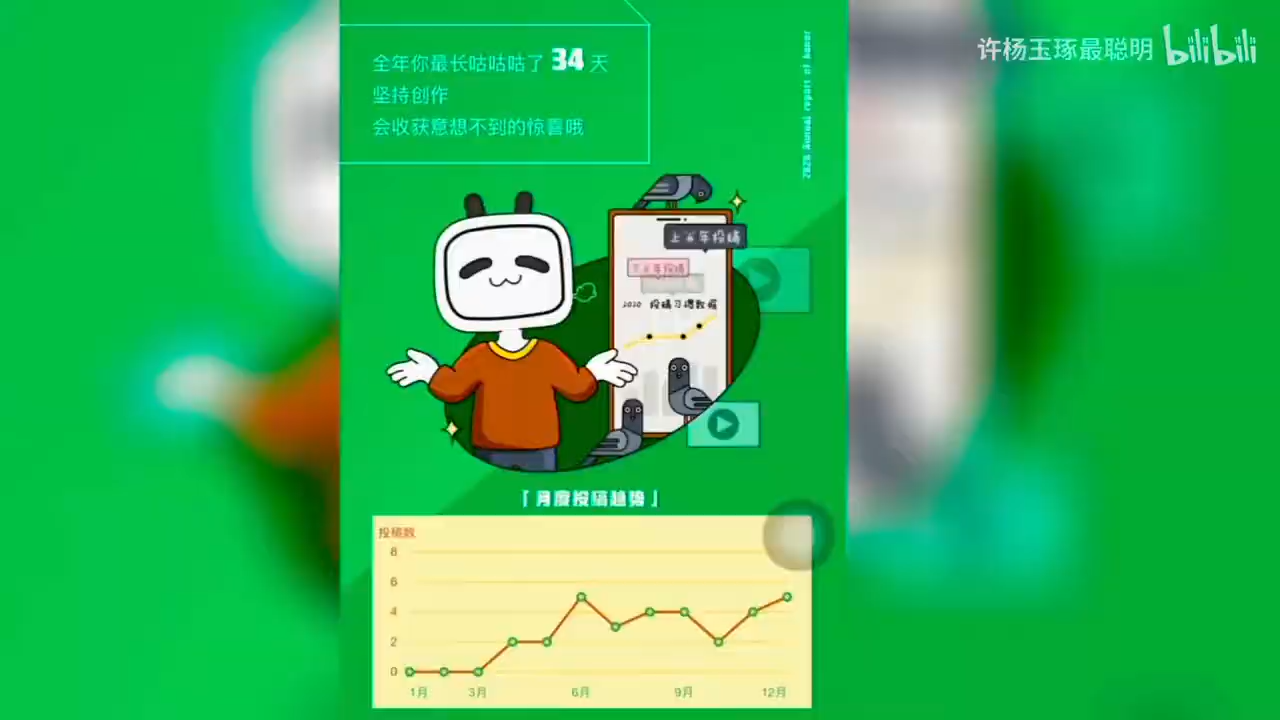 全年你最长咕咕咕了 34 天
坚持创作
会收获意想不到的惊喜哦
2020 Annual report of honor
许杨玉琢最聪明 bilibili
上半年投稿
下半年投稿
2020 投稿习惯数据
「月度投稿趋势」
投稿数
8
6
4
2
0
1月 3月 6月 9月 12月